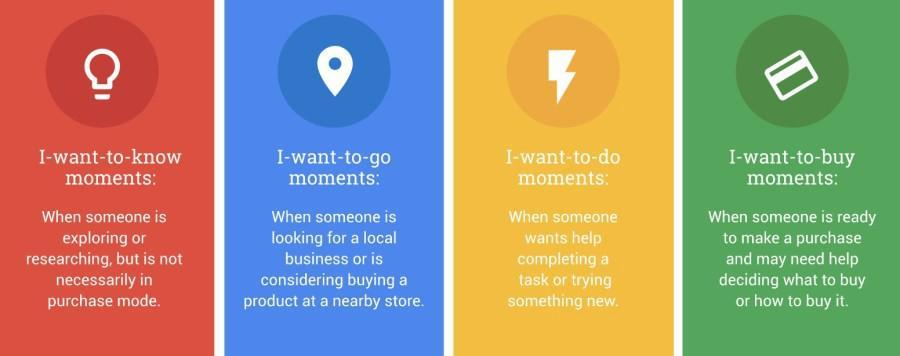 I-want-to-know
moments:
When someone is
exploring or
researching, but is not
necessarily in
purchase mode.
I-want-to-go
moments:
When someone is
looking for a local
business or is
considering buying a
product at a nearby store.
I-want-to-do
moments:
When someone
wants help
completing a
task or trying
something new.
I-want-to-buy
moments:
When someone is ready
to make a purchase
and may need help
deciding what to buy
or how to buy it.